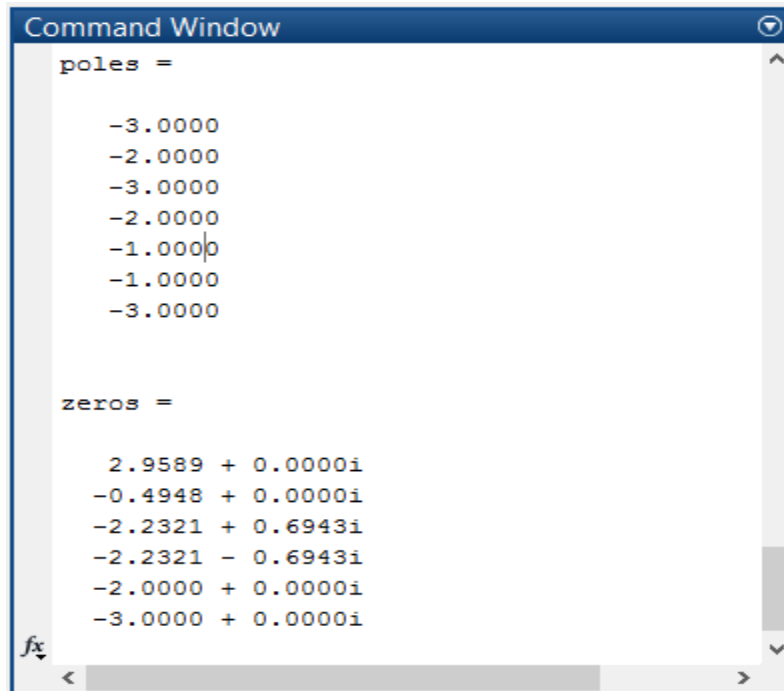 Command Window
poles =
-3.0000
-2.0000
-3.0000
-2.0000
-1.0000
-1.0000
-3.0000
zeros =
2.9589 + 0.0000i
-0.4948 + 0.0000i
-2.2321 + 0.6943i
-2.2321 - 0.6943i
-2.0000 + 0.0000i
-3.0000 + 0.0000i
fx